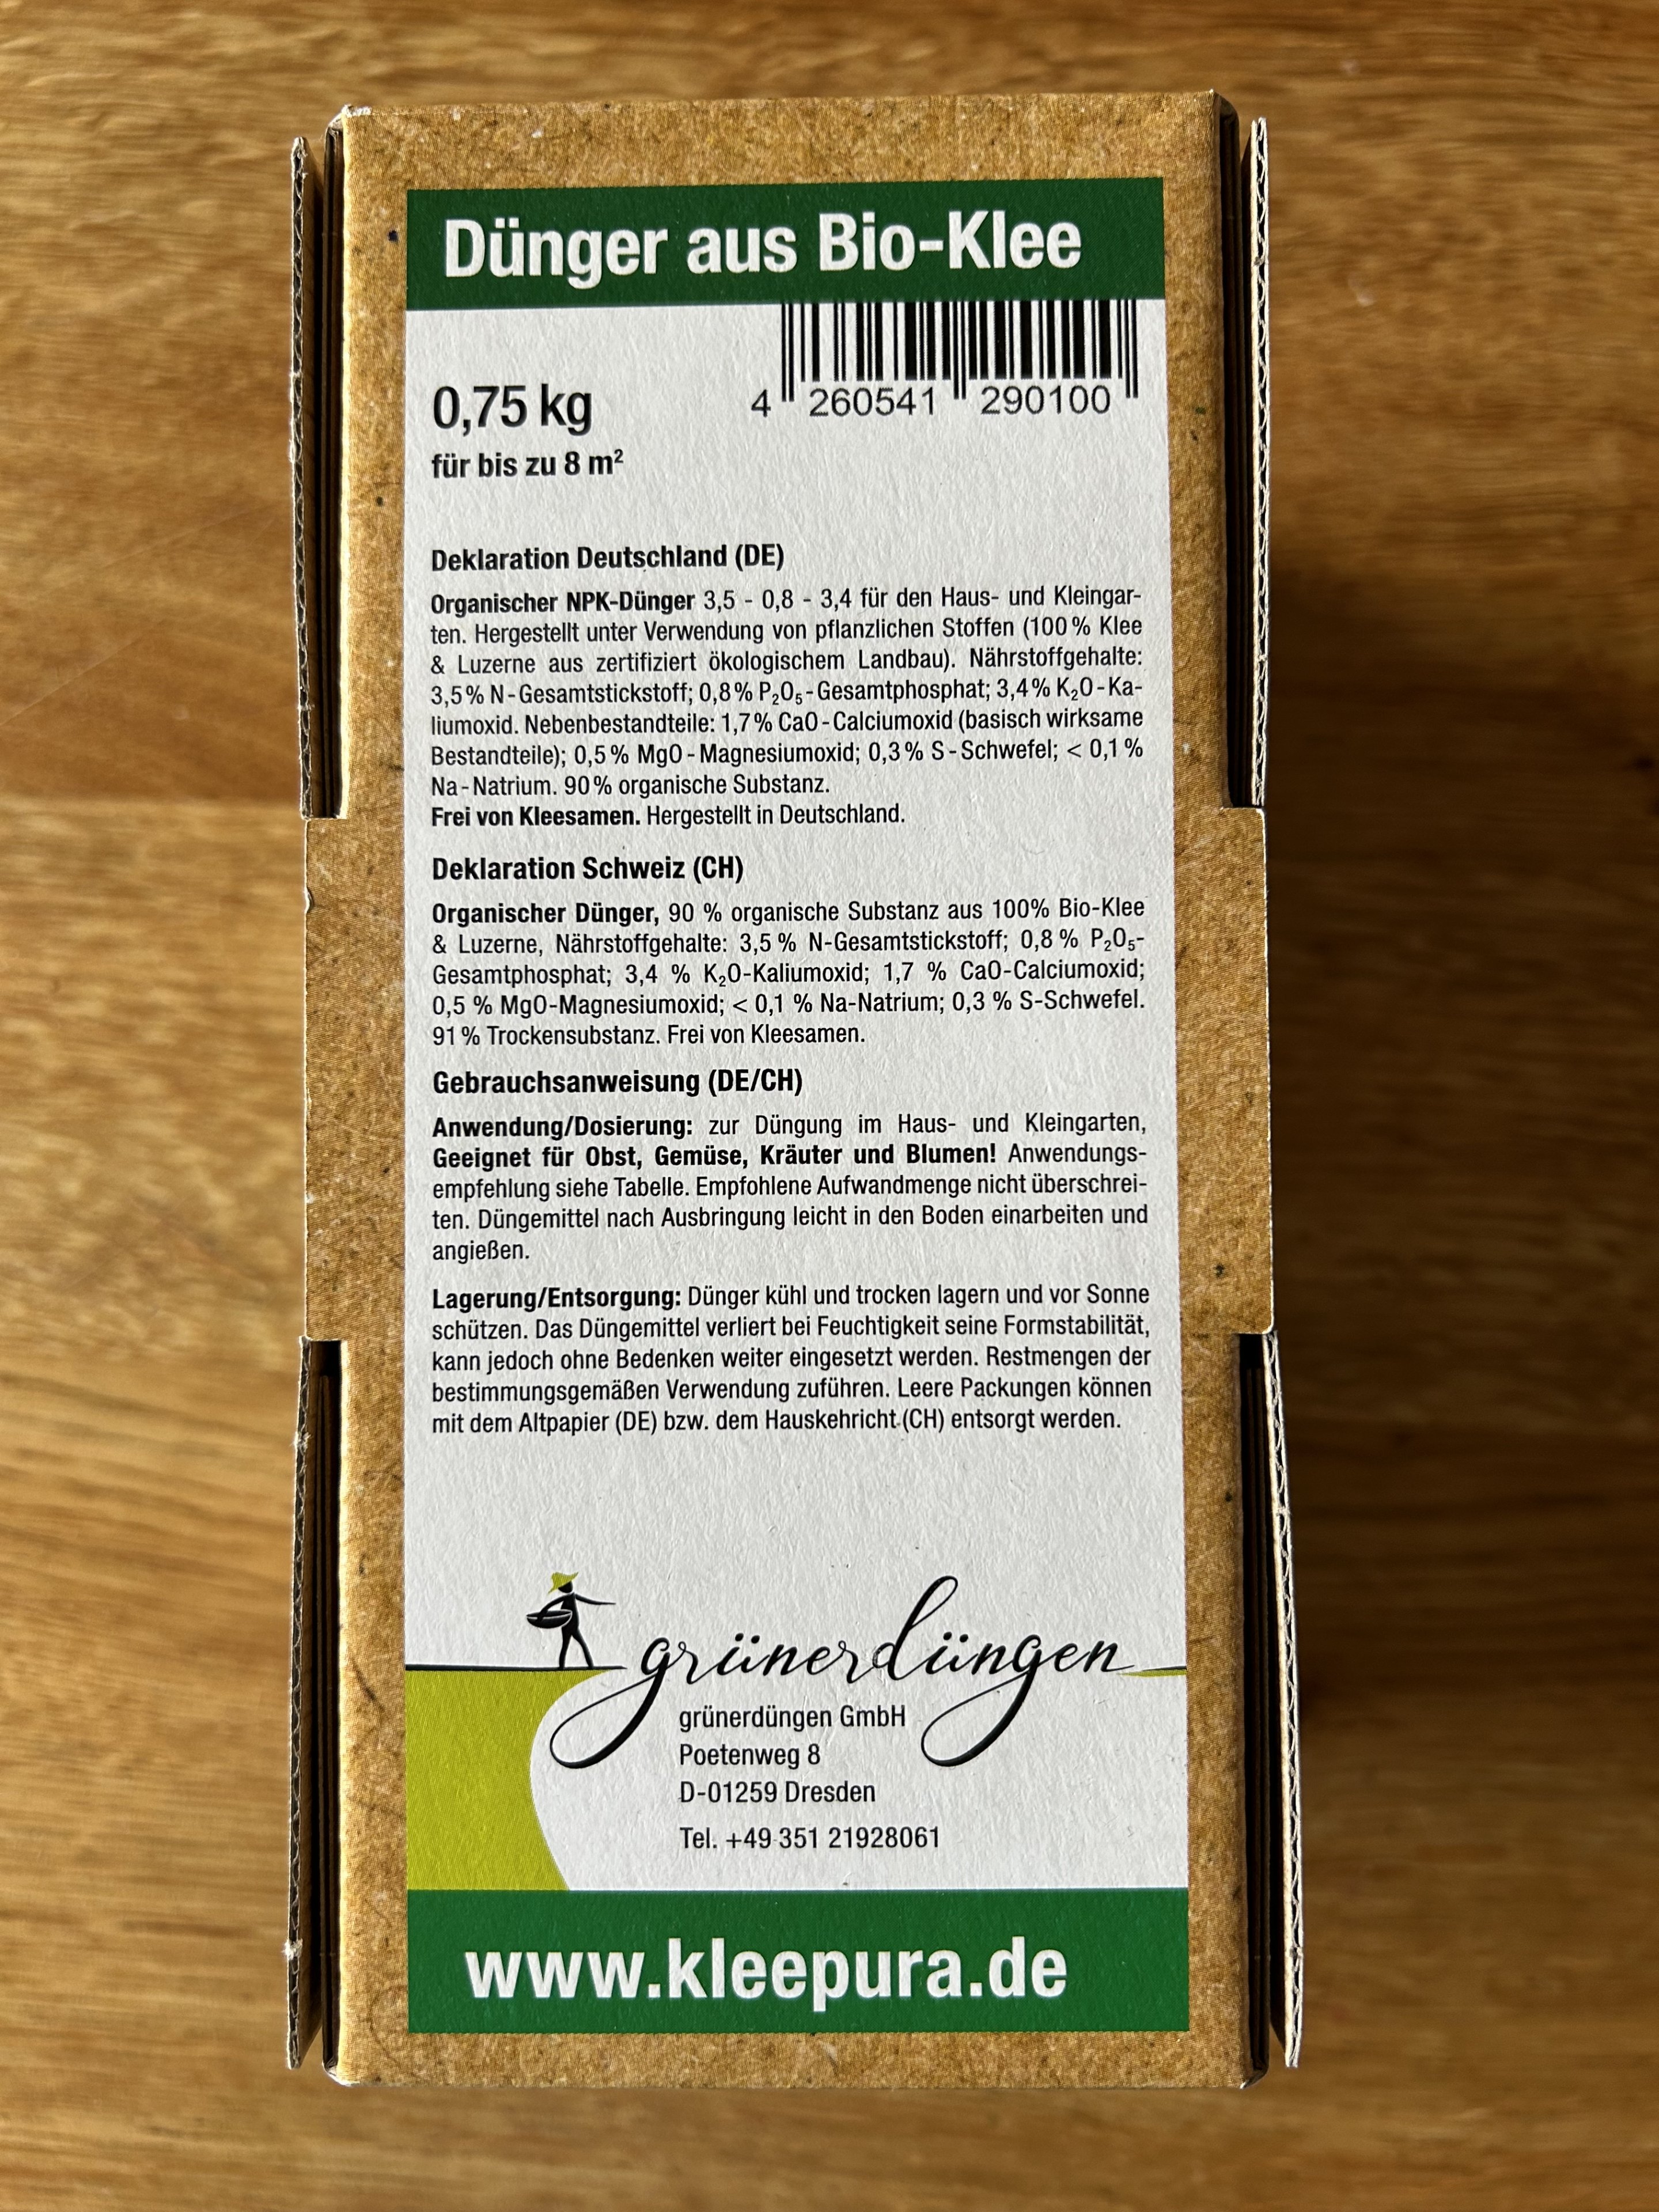 Dünger aus Bio-Klee
0,75 kg
für bis zu 8 m²
4 260541 290100
Deklaration Deutschland (DE)
Organischer NPK-Dünger 3,5 - 0,8 - 3,4 für den Haus- und Kleingar-
ten. Hergestellt unter Verwendung von pflanzlichen Stoffen (100 % Klee
& Luzerne aus zertifiziert ökologischem Landbau). Nährstoffgehalte:
3,5 % N - Gesamtstickstoff; 0,8 % P₂O₅ - Gesamtphosphat; 3,4 % K₂O - Ka-
liumoxid. Nebenbestandteile: 1,7 % CaO - Calciumoxid (basisch wirksame
Bestandteile); 0,5 % MgO - Magnesiumoxid; 0,3 % S - Schwefel; < 0,1 %
Na - Natrium. 90 % organische Substanz.
Frei von Kleesamen. Hergestellt in Deutschland.
Deklaration Schweiz (CH)
Organischer Dünger, 90 % organische Substanz aus 100% Bio-Klee
& Luzerne, Nährstoffgehalte: 3,5 % N-Gesamtstickstoff; 0,8 % P₂O₅-
Gesamtphosphat; 3,4 % K₂O-Kaliumoxid; 1,7 % CaO-Calciumoxid;
0,5 % MgO-Magnesiumoxid; < 0,1 % Na-Natrium; 0,3 % S-Schwefel.
91 % Trockensubstanz. Frei von Kleesamen.
Gebrauchsanweisung (DE/CH)
Anwendung/Dosierung: zur Düngung im Haus- und Kleingarten,
Geeignet für Obst, Gemüse, Kräuter und Blumen! Anwendungs-
empfehlung siehe Tabelle. Empfohlene Aufwandmenge nicht überschrei-
ten. Düngemittel nach Ausbringung leicht in den Boden einarbeiten und
angießen.
Lagerung/Entsorgung: Dünger kühl und trocken lagern und vor Sonne
schützen. Das Düngemittel verliert bei Feuchtigkeit seine Formstabilität,
kann jedoch ohne Bedenken weiter eingesetzt werden. Restmengen der
bestimmungsgemäßen Verwendung zuführen. Leere Packungen können
mit dem Altpapier (DE) bzw. dem Hauskehricht (CH) entsorgt werden.
grünerdüngen
grünerdüngen GmbH
Poetenweg 8
D-01259 Dresden
Tel. +49 351 21928061
www.kleepura.de